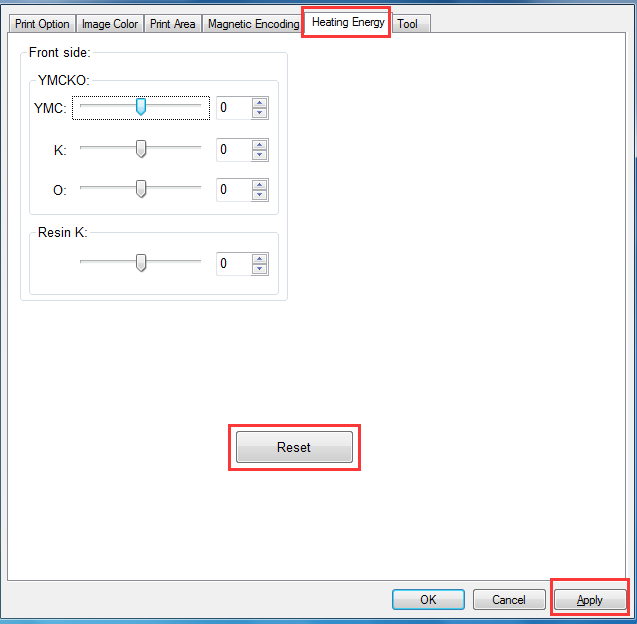 Print Option Image Color Print Area Magnetic Encoding Heating Energy Tool
Front side:
YMCKO:
YMC: 0
K: 0
O: 0
Resin K:
0
Reset
OK Cancel Apply